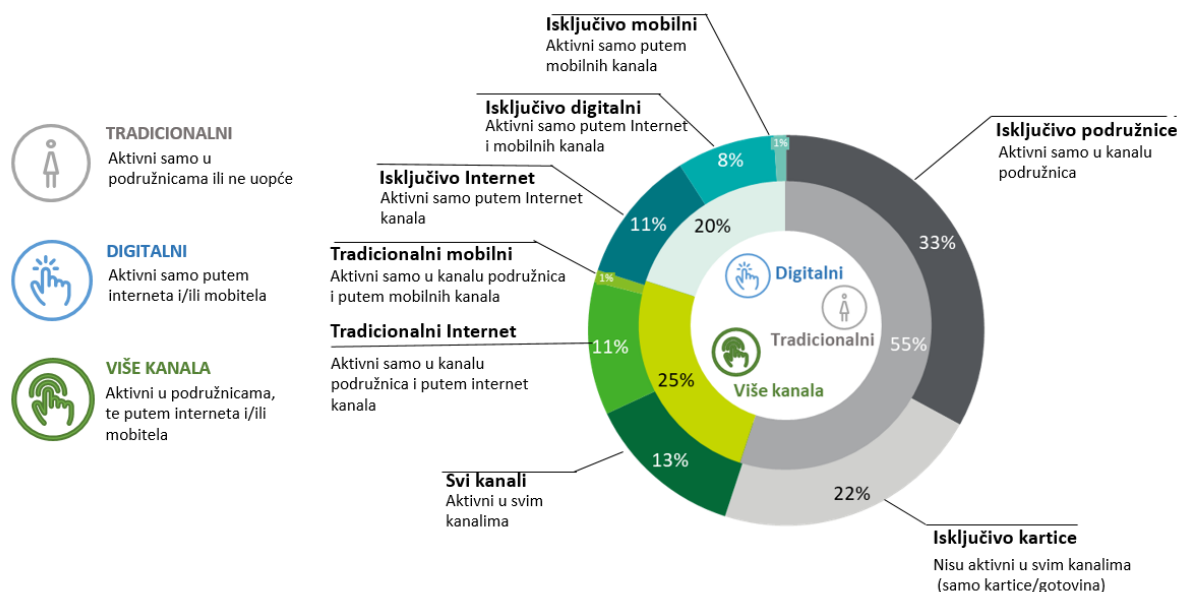 TRADICIONALNI
Aktivni samo u
podružnicama ili ne uopće
DIGITALNI
Aktivni samo putem
interneta i/ili mobitela
VIŠE KANALA
Aktivni u podružnicama,
te putem interneta i/ili
mobitela
Isključivo mobilni
Aktivni samo putem
mobilnih kanala
Isključivo digitalni
Aktivni samo putem Internet
i mobilnih kanala
Isključivo Internet
Aktivni samo putem Internet
kanala
Tradicionalni mobilni
Aktivni samo u kanalu podružnica
i putem mobilnih kanala
Tradicionalni Internet
Aktivni samo u kanalu
podružnica i putem internet
kanala
Svi kanali
Aktivni u svim
kanalima
Isključivo podružnice
Aktivni samo u kanalu
podružnica
Isključivo kartice
Nisu aktivni u svim kanalima
(samo kartice/gotovina)
1%
8%
11%
20%
33%
1%
11%
25%
55%
13%
22%
Digitalni
Tradicionalni
Više kanala